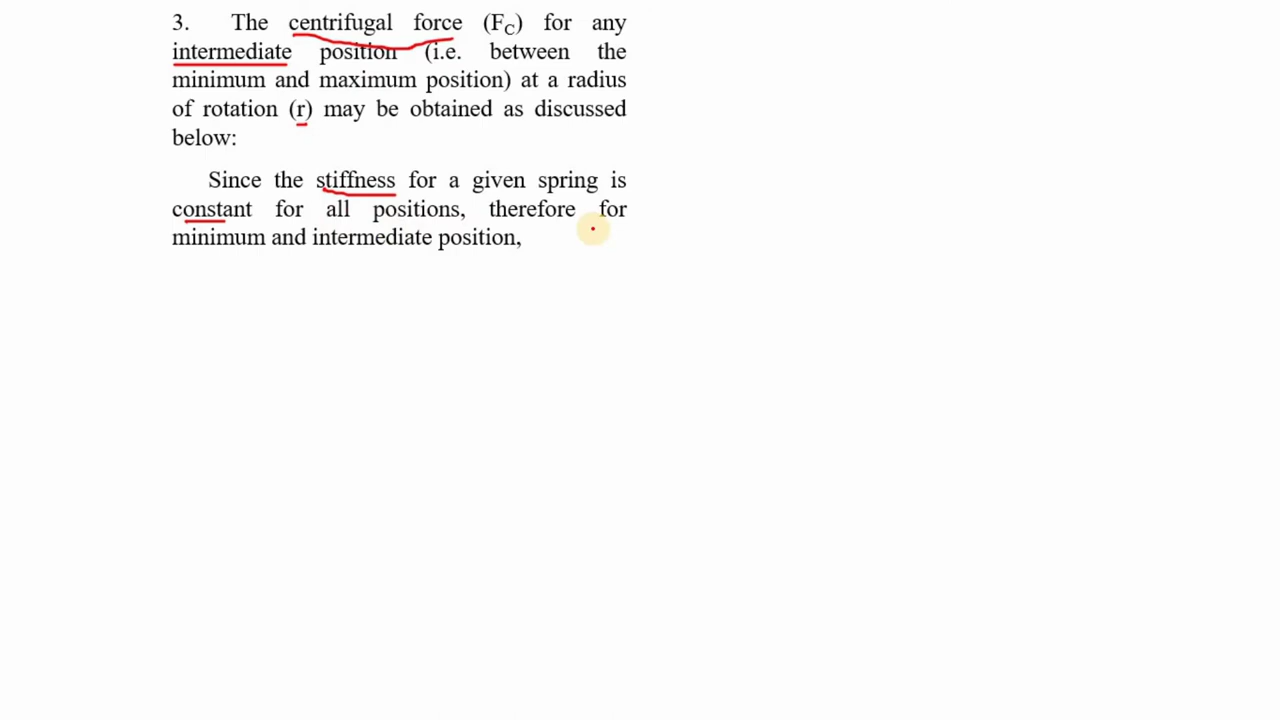 3. The centrifugal force (FC) for any
intermediate position (i.e. between the
minimum and maximum position) at a radius
of rotation (r) may be obtained as discussed
below:
Since the stiffness for a given spring is
constant for all positions, therefore for
minimum and intermediate position,